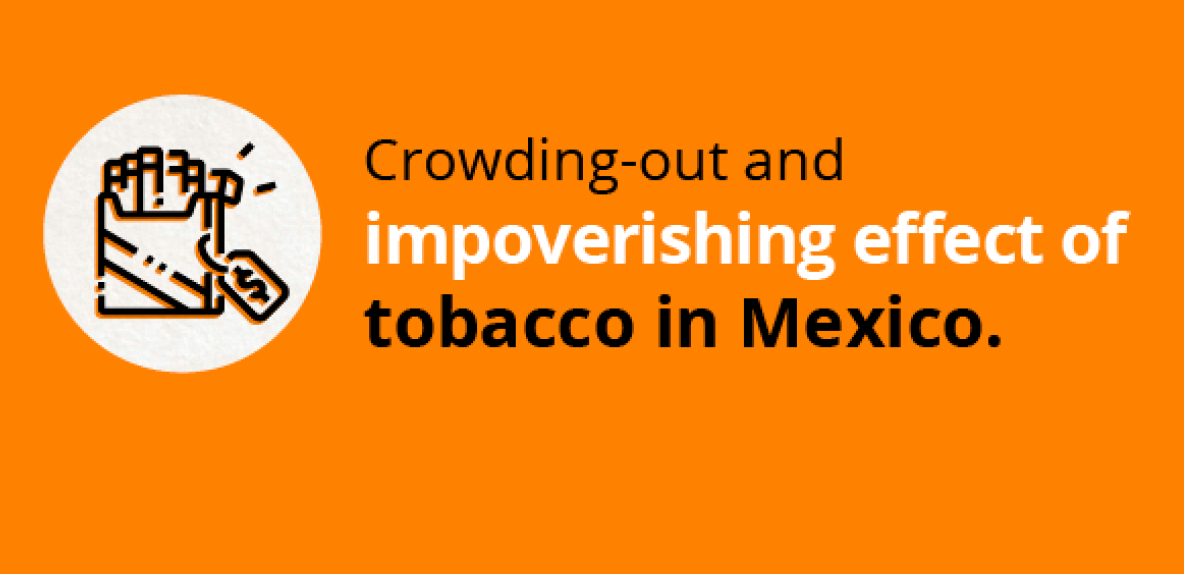 Crowding-out and
impoverishing effect of
tobacco in Mexico.
$